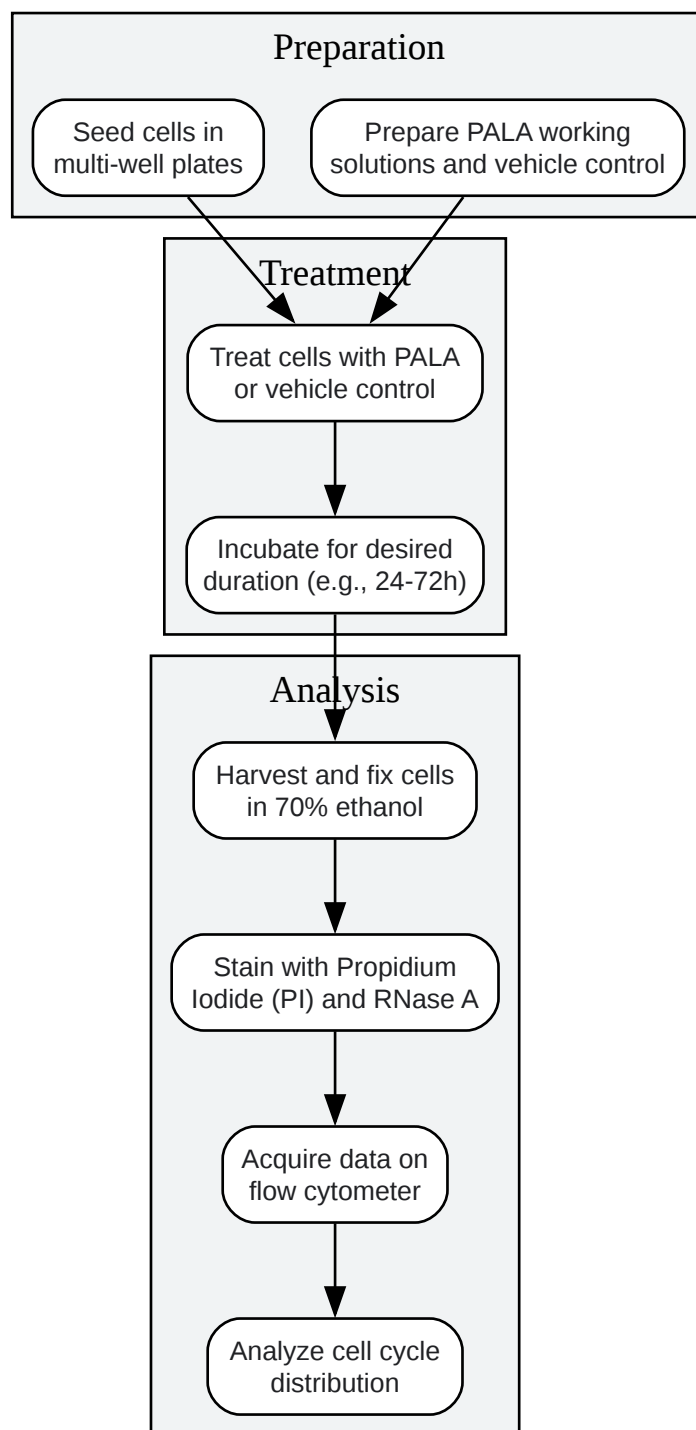 Preparation
Seed cells in
multi-well plates
Prepare PALA working
solutions and vehicle control
Treatment
Treat cells with PALA
or vehicle control
Incubate for desired
duration (e.g., 24-72h)
Analysis
Harvest and fix cells
in 70% ethanol
Stain with Propidium
Iodide (PI) and RNase A
Acquire data on
flow cytometer
Analyze cell cycle
distribution